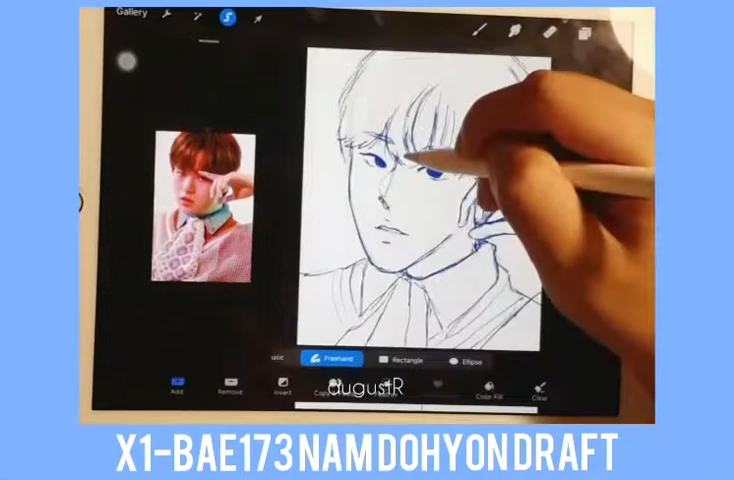 Gallery
Freehand
Rectangle
Ellipse
Add
Remove
Invert
Color Fill
Clear
augustR
X1-BAE173 NAM DOHYON DRAFT